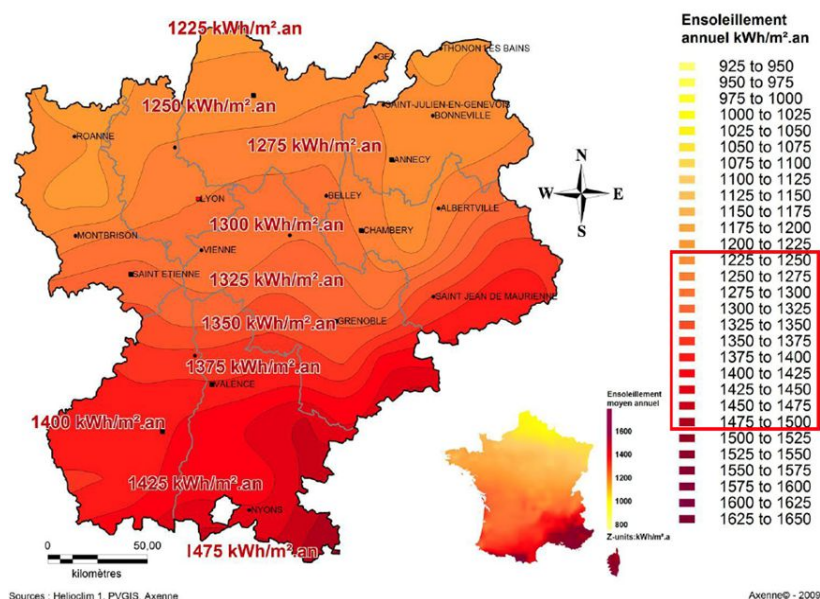 1225 kWh/m².an
THONON LES BAINS
GEX
1250 kWh/m².an
SAINT-JULIEN-EN-GENEVOIS
BONNEVILLE
ROANNE
1275 kWh/m².an
ANNECY
LYON
BELLEY
ALBERTVILLE
1300 kWh/m².an
CHAMBERY
MONTBRISON
VIENNE
SAINT ETIENNE
1325 kWh/m².an
SAINT JEAN DE MAURIENNE
1350 kWh/m².an
GRENOBLE
1375 kWh/m².an
VALENCE
1400 kWh/m².an
1425 kWh/m².an
NYONS
1475 kWh/m².an
N
W E
S
0 50,00
kilomètres
Sources : Helioclim 1, PVGIS, Axenne
Ensoleillement
moyen annuel
1600
1400
1200
1000
800
Z-units:kWh/m².a
Ensoleillement
annuel kWh/m².an
925 to 950
950 to 975
975 to 1000
1000 to 1025
1025 to 1050
1050 to 1075
1075 to 1100
1100 to 1125
1125 to 1150
1150 to 1175
1175 to 1200
1200 to 1225
1225 to 1250
1250 to 1275
1275 to 1300
1300 to 1325
1325 to 1350
1350 to 1375
1375 to 1400
1400 to 1425
1425 to 1450
1450 to 1475
1475 to 1500
1500 to 1525
1525 to 1550
1550 to 1575
1575 to 1600
1600 to 1625
1625 to 1650
Axenne© - 2009